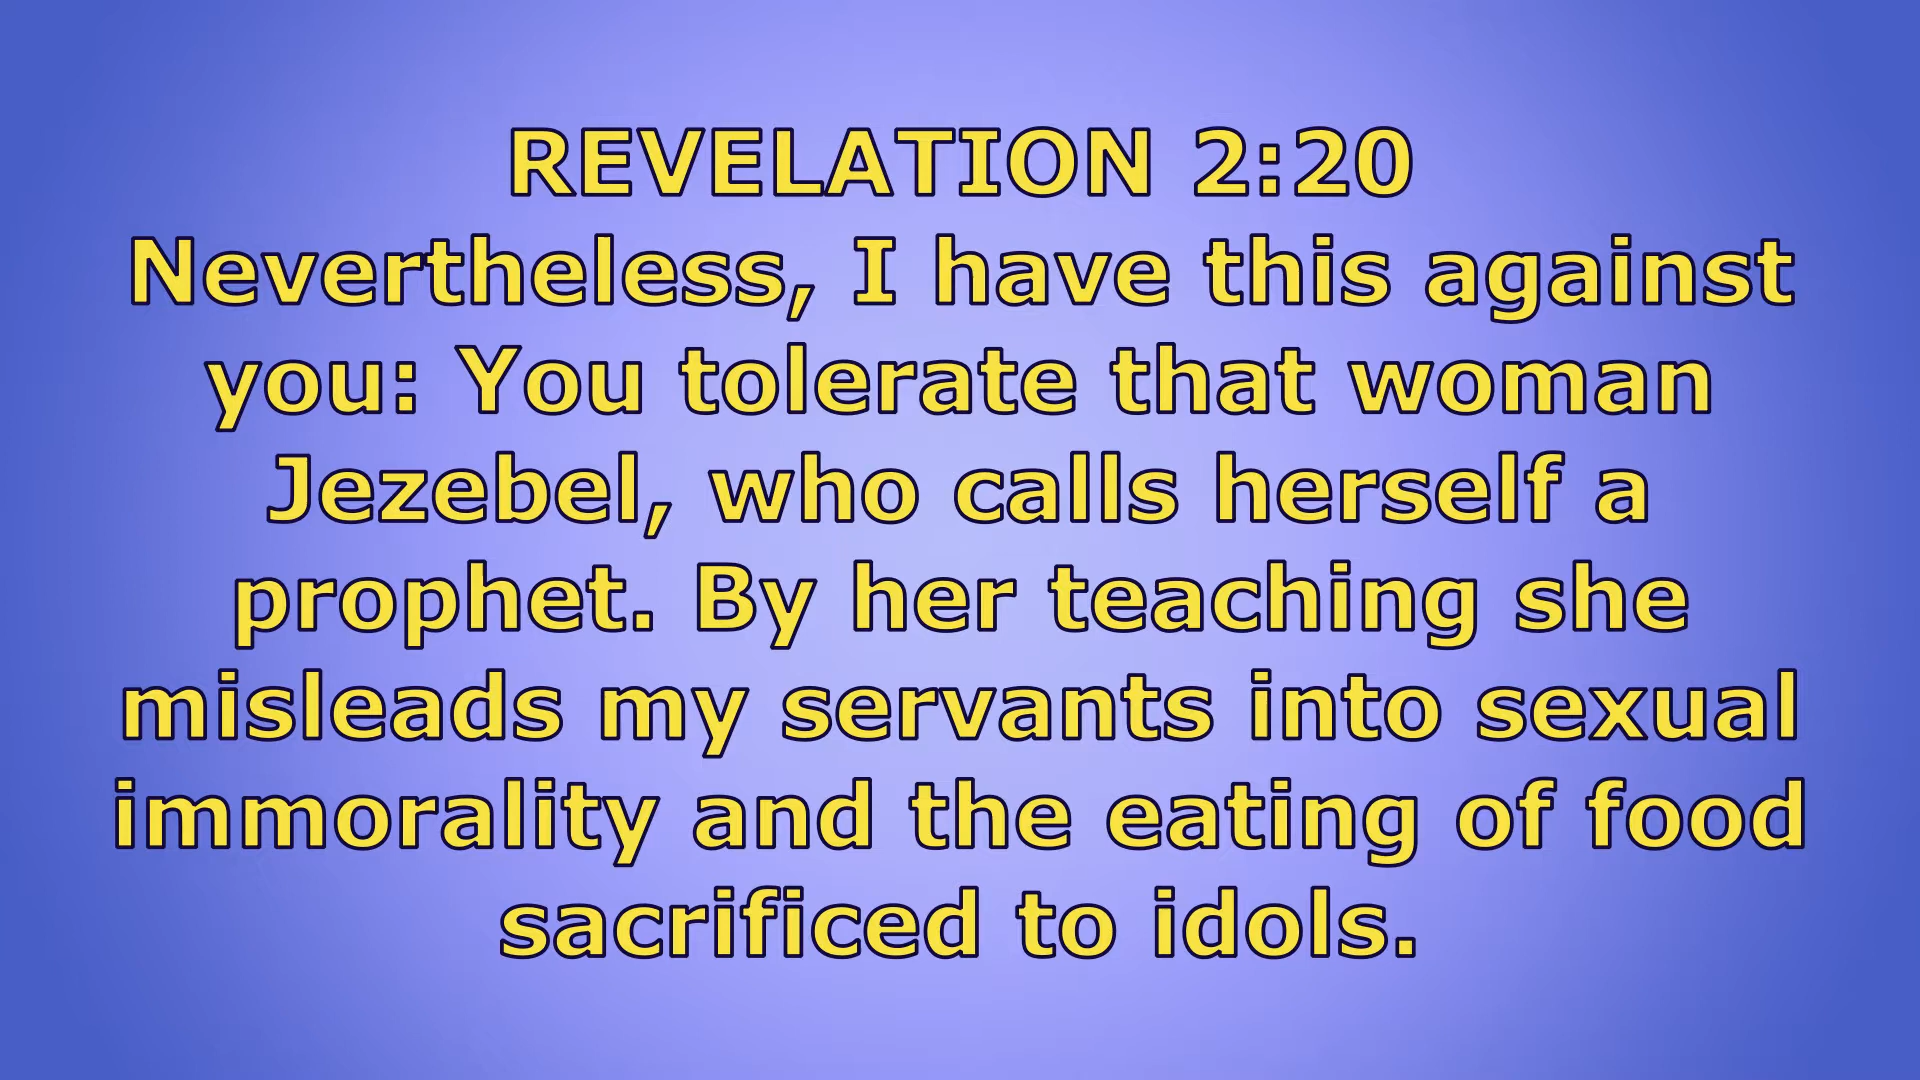 REVELATION 2:20
Nevertheless, I have this against
you: You tolerate that woman
Jezebel, who calls herself a
prophet. By her teaching she
misleads my servants into sexual
immorality and the eating of food
sacrificed to idols.